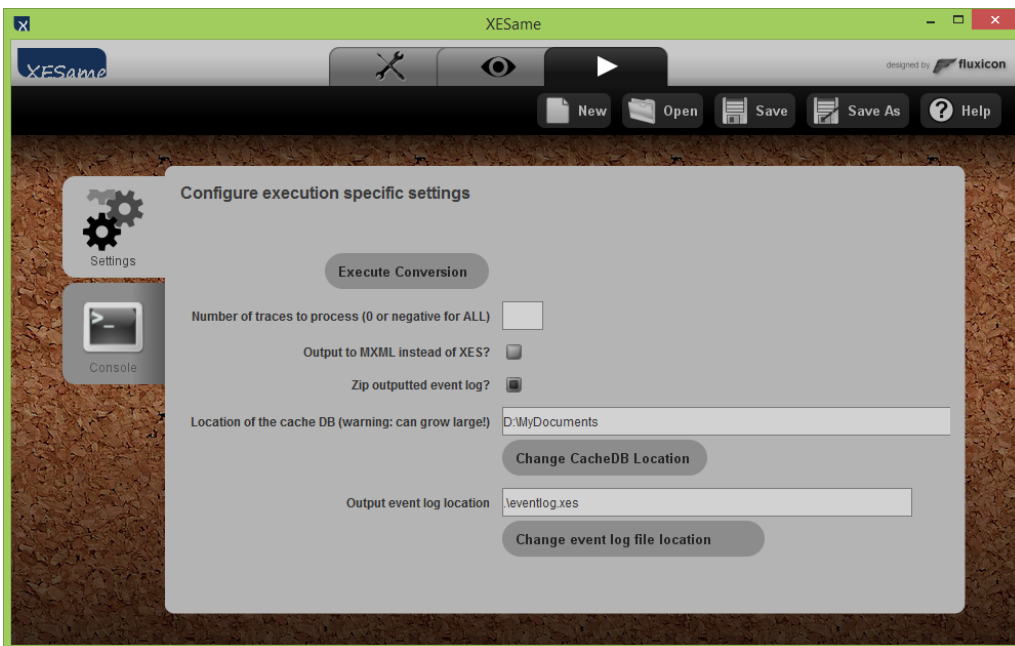 X
XESame
XESame
designed by fluxicon
New
Open
Save
Save As
? Help
Configure execution specific settings
Settings
Execute Conversion
Number of traces to process (0 or negative for ALL)
Output to MXML instead of XES?
>_
Console
Zip outputted event log?
Location of the cache DB (warning: can grow large!) D:\MyDocuments
Change CacheDB Location
Output event log location .\eventlog.xes
Change event log file location